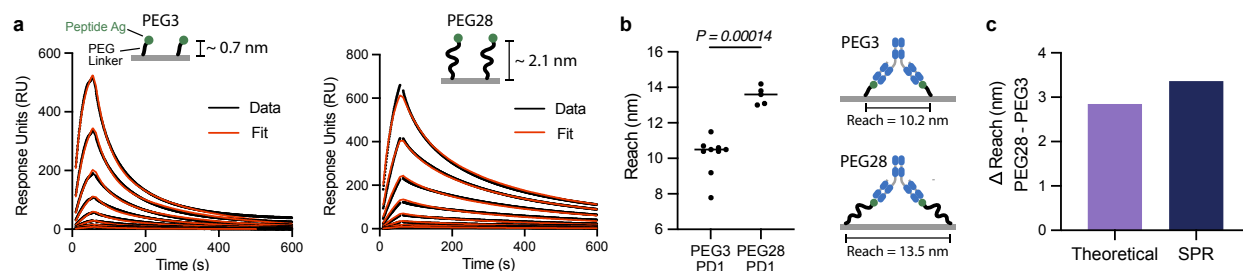 a
PEG3
Peptide Ag
PEG
Linker
~ 0.7 nm
Response Units (RU)
600
400
200
0
Data
Fit
0
200
400
600
Time (s)
PEG28
~ 2.1 nm
Response Units (RU)
800
600
400
200
0
Data
Fit
0
200
400
600
Time (s)
b
P = 0.00014
Reach (nm)
16
14
12
10
8
6
PEG3
PD1
PEG28
PD1
PEG3
Reach = 10.2 nm
PEG28
Reach = 13.5 nm
c
Δ Reach (nm)
PEG28 - PEG3
4
3
2
1
0
Theoretical
SPR